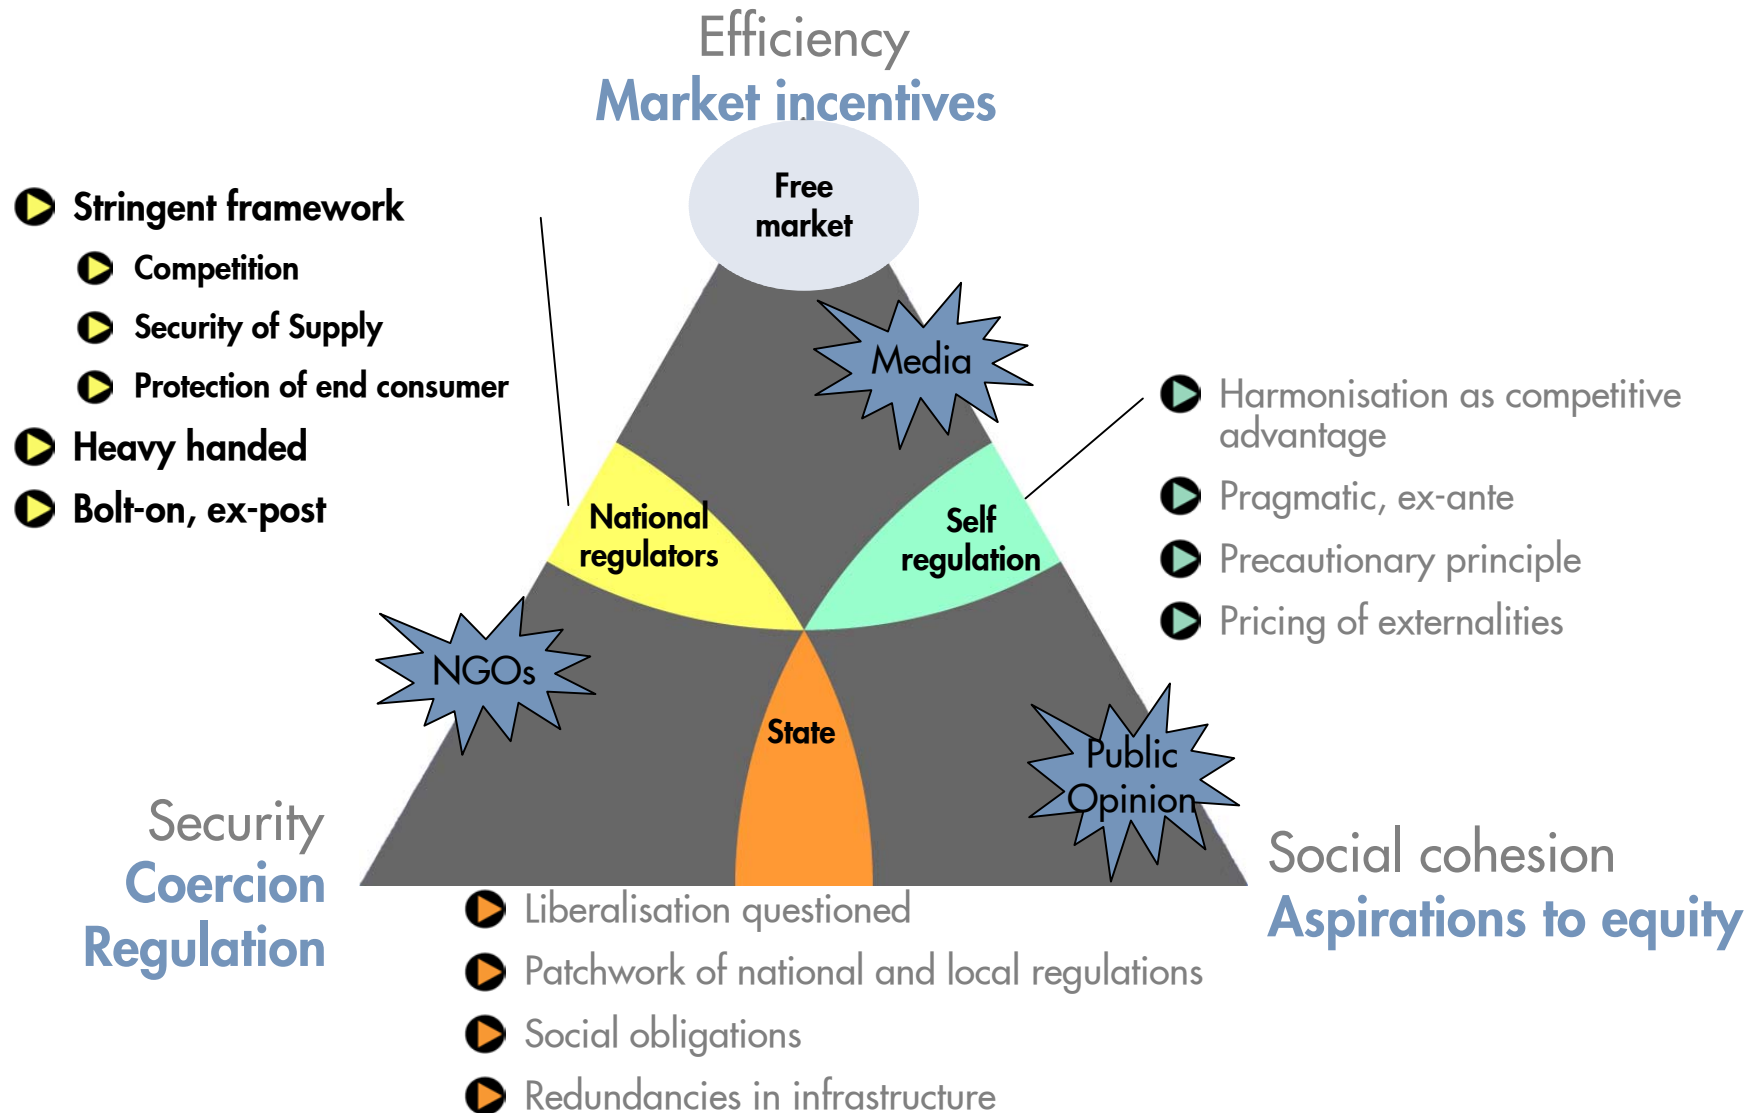 Efficiency
Market incentives
Free
market
Stringent framework
Competition
Security of Supply
Protection of end consumer
Heavy handed
Bolt-on, ex-post
Media
Harmonisation as competitive
advantage
Pragmatic, ex-ante
Precautionary principle
Pricing of externalities
National
regulators
Self
regulation
NGOs
State
Public
Opinion
Security
Coercion
Regulation
Social cohesion
Aspirations to equity
Liberalisation questioned
Patchwork of national and local regulations
Social obligations
Redundancies in infrastructure